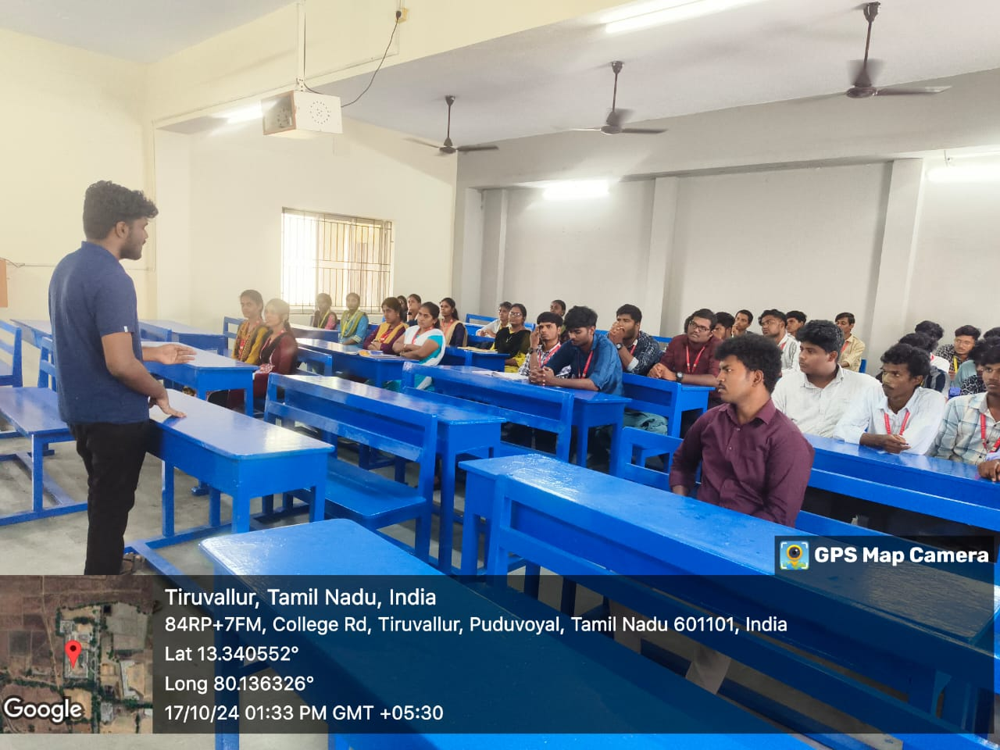 GPS Map Camera
Tiruvallur, Tamil Nadu, India
84RP+7FM, College Rd, Tiruvallur, Puduvoyal, Tamil Nadu 601101, India
Lat 13.340552°
Long 80.136326°
17/10/24 01:33 PM GMT +05:30
Google